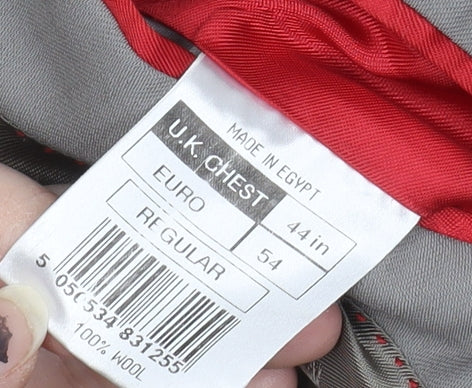 MADE IN EGYPT
U.K. CHEST 44 in
EURO 54
REGULAR
5 050534 831255
100% WOOL